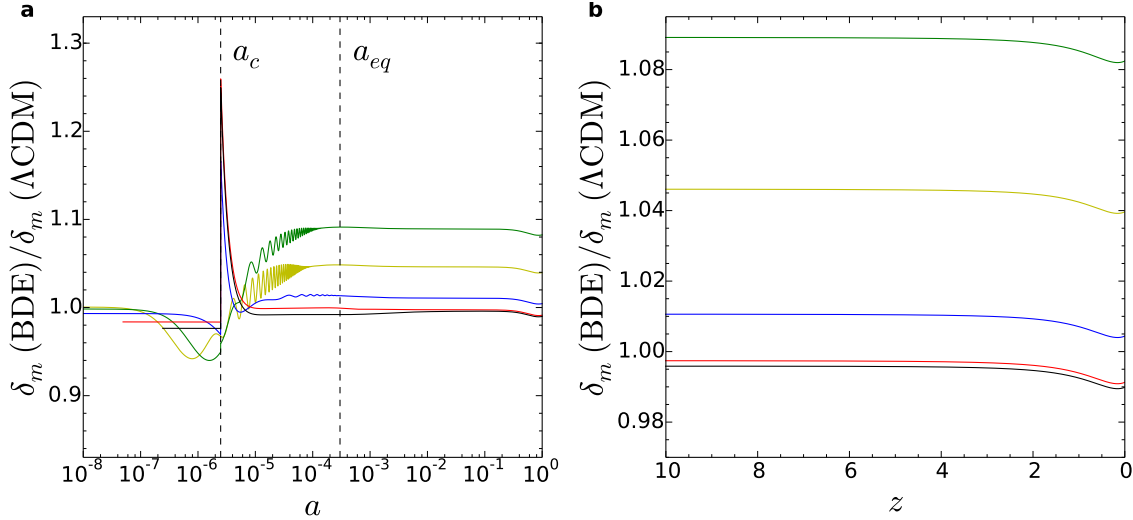 a
δ_m (BDE)/δ_m (ΛCDM)
1.3
1.2
1.1
1.0
0.9
a_c
a_eq
10^-8 10^-7 10^-6 10^-5 10^-4 10^-3 10^-2 10^-1 10^0
a
b
δ_m (BDE)/δ_m (ΛCDM)
1.08
1.06
1.04
1.02
1.00
0.98
10 8 6 4 2 0
z